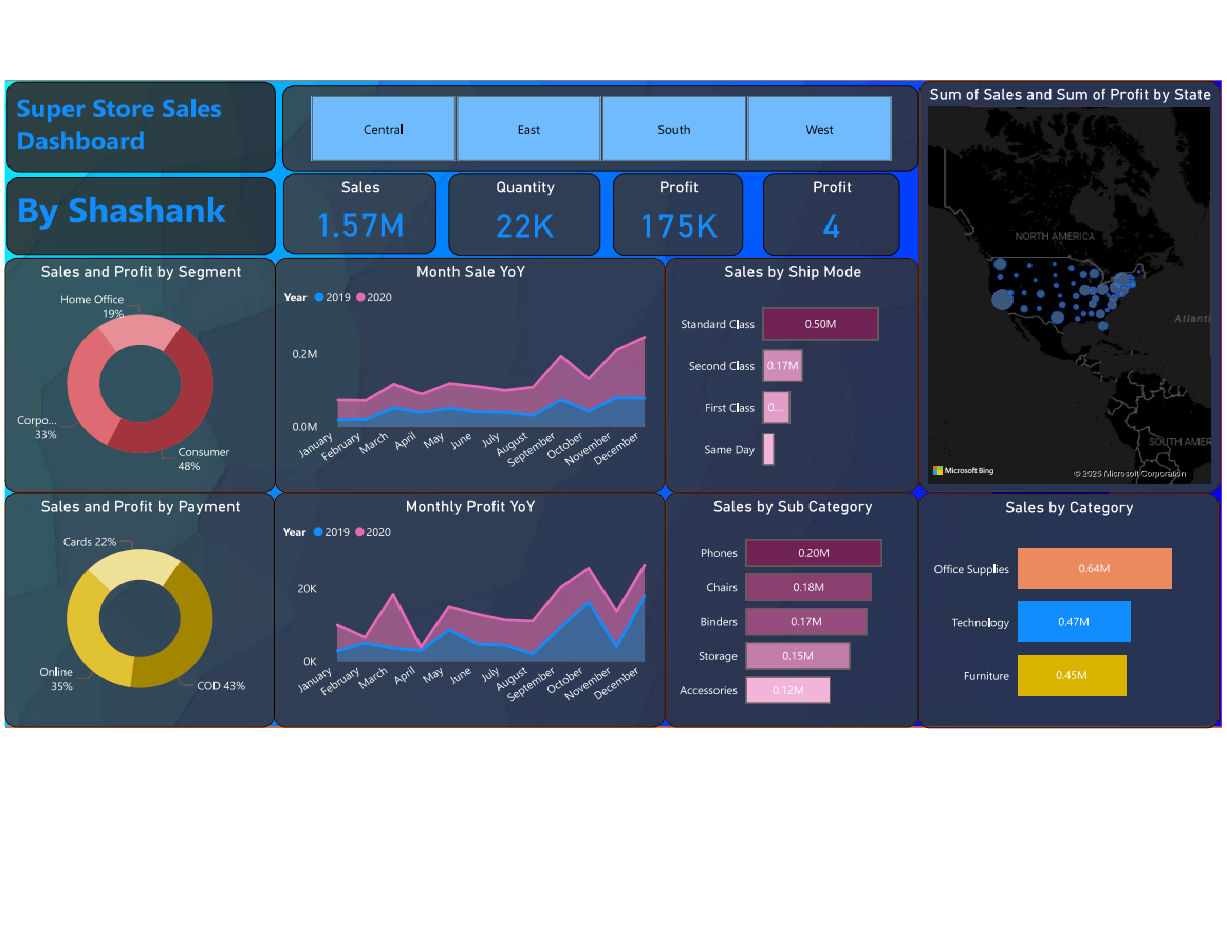 Super Store Sales
Dashboard
By Shashank
Central
East
South
West
Sales
1.57M
Quantity
22K
Profit
175K
Profit
4
Sum of Sales and Sum of Profit by State
NORTH AMERICA
Atlanti
SOUTH AMER
Microsoft Bing
© 2025 Microsoft Corporation
Sales and Profit by Segment
Home Office
19%
Corpo...
33%
Consumer
48%
Month Sale YoY
Year 2019 2020
0.2M
0.0M
January
February
March
April
May
June
July
August
September
October
November
December
Sales by Ship Mode
Standard Class 0.50M
Second Class 0.17M
First Class 0....
Same Day
Sales and Profit by Payment
Cards 22%
Online
35%
COD 43%
Monthly Profit YoY
Year 2019 2020
20K
0K
January
February
March
April
May
June
July
August
September
October
November
December
Sales by Sub Category
Phones 0.20M
Chairs 0.18M
Binders 0.17M
Storage 0.15M
Accessories 0.12M
Sales by Category
Office Supplies 0.64M
Technology 0.47M
Furniture 0.45M